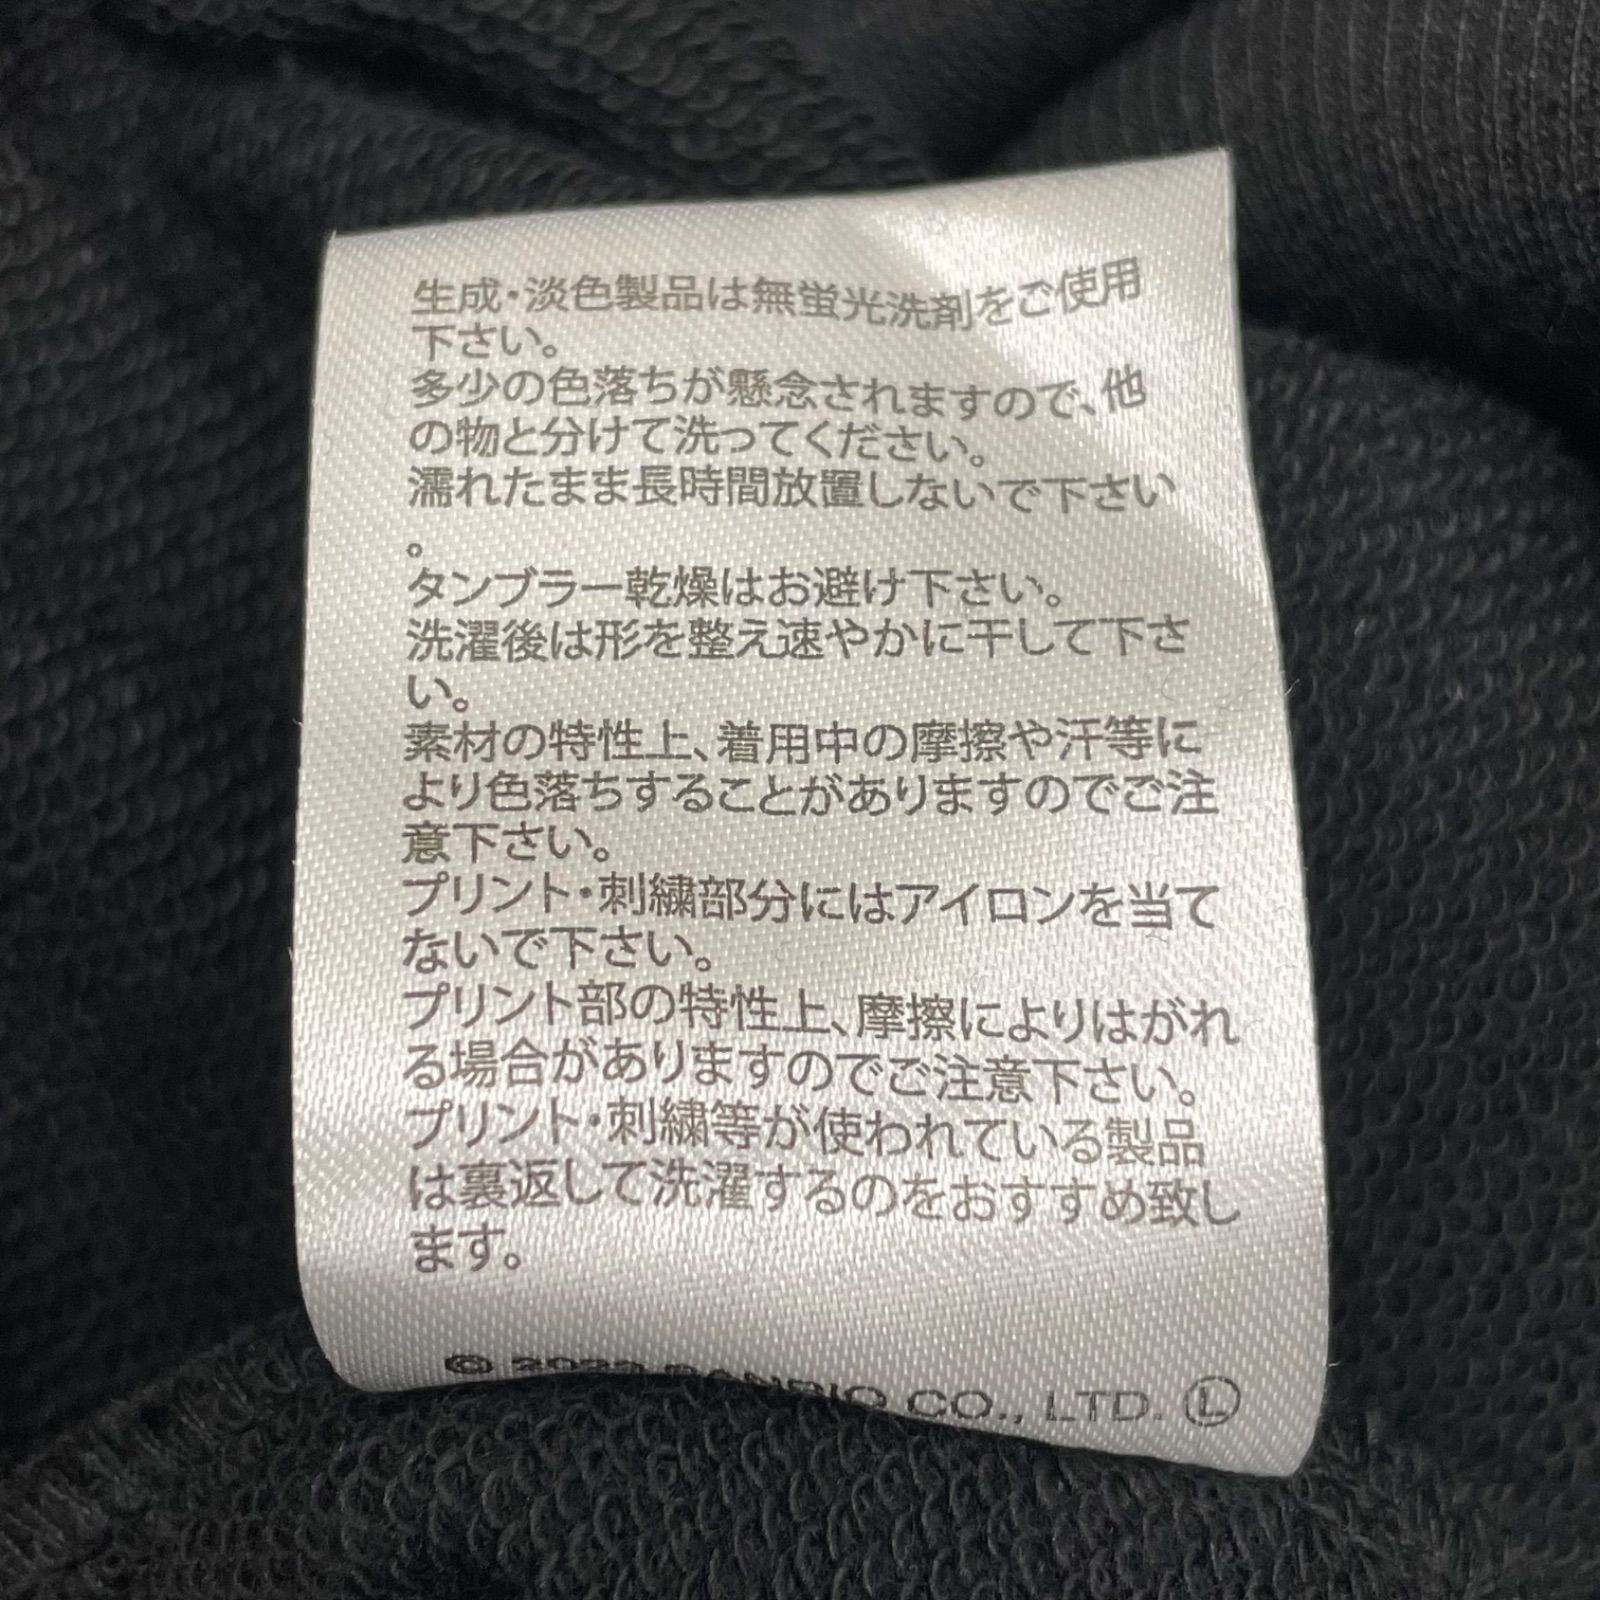 生成・淡色製品は無蛍光洗剤をご使用
下さい。
多少の色落ちが懸念されますので、他
の物と分けて洗ってください。
濡れたまま長時間放置しないで下さい
。
タンブラー乾燥はお避け下さい。
洗濯後は形を整え速やかに干して下さ
い。
素材の特性上、着用中の摩擦や汗等に
より色落ちすることがありますのでご注
意下さい。
プリント・刺繍部分にはアイロンを当て
ないで下さい。
プリント部の特性上、摩擦によりはがれ
る場合がありますのでご注意下さい。
プリント・刺繍等が使われている製品
は裏返して洗濯するのをおすすめ致し
ます。
© SANRIO CO., LTD. Ⓛ